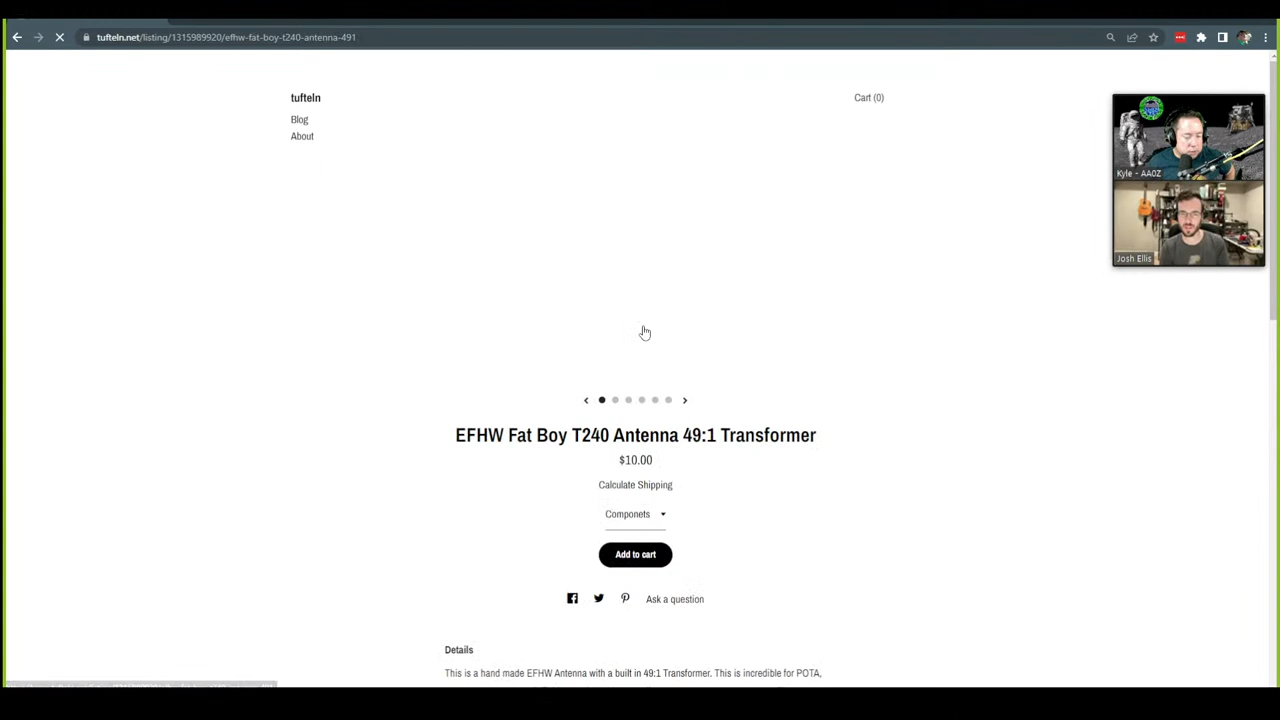 tufteln.net/listing/1315989920/efhw-fat-boy-t240-antenna-491
tufteln
Cart (0)
Blog
About
Kyle - AA0Z
Josh Ellis
EFHW Fat Boy T240 Antenna 49:1 Transformer
$10.00
Calculate Shipping
Componets
Add to cart
Ask a question
Details
This is a hand made EFHW Antenna with a built in 49:1 Transformer. This is incredible for POTA,